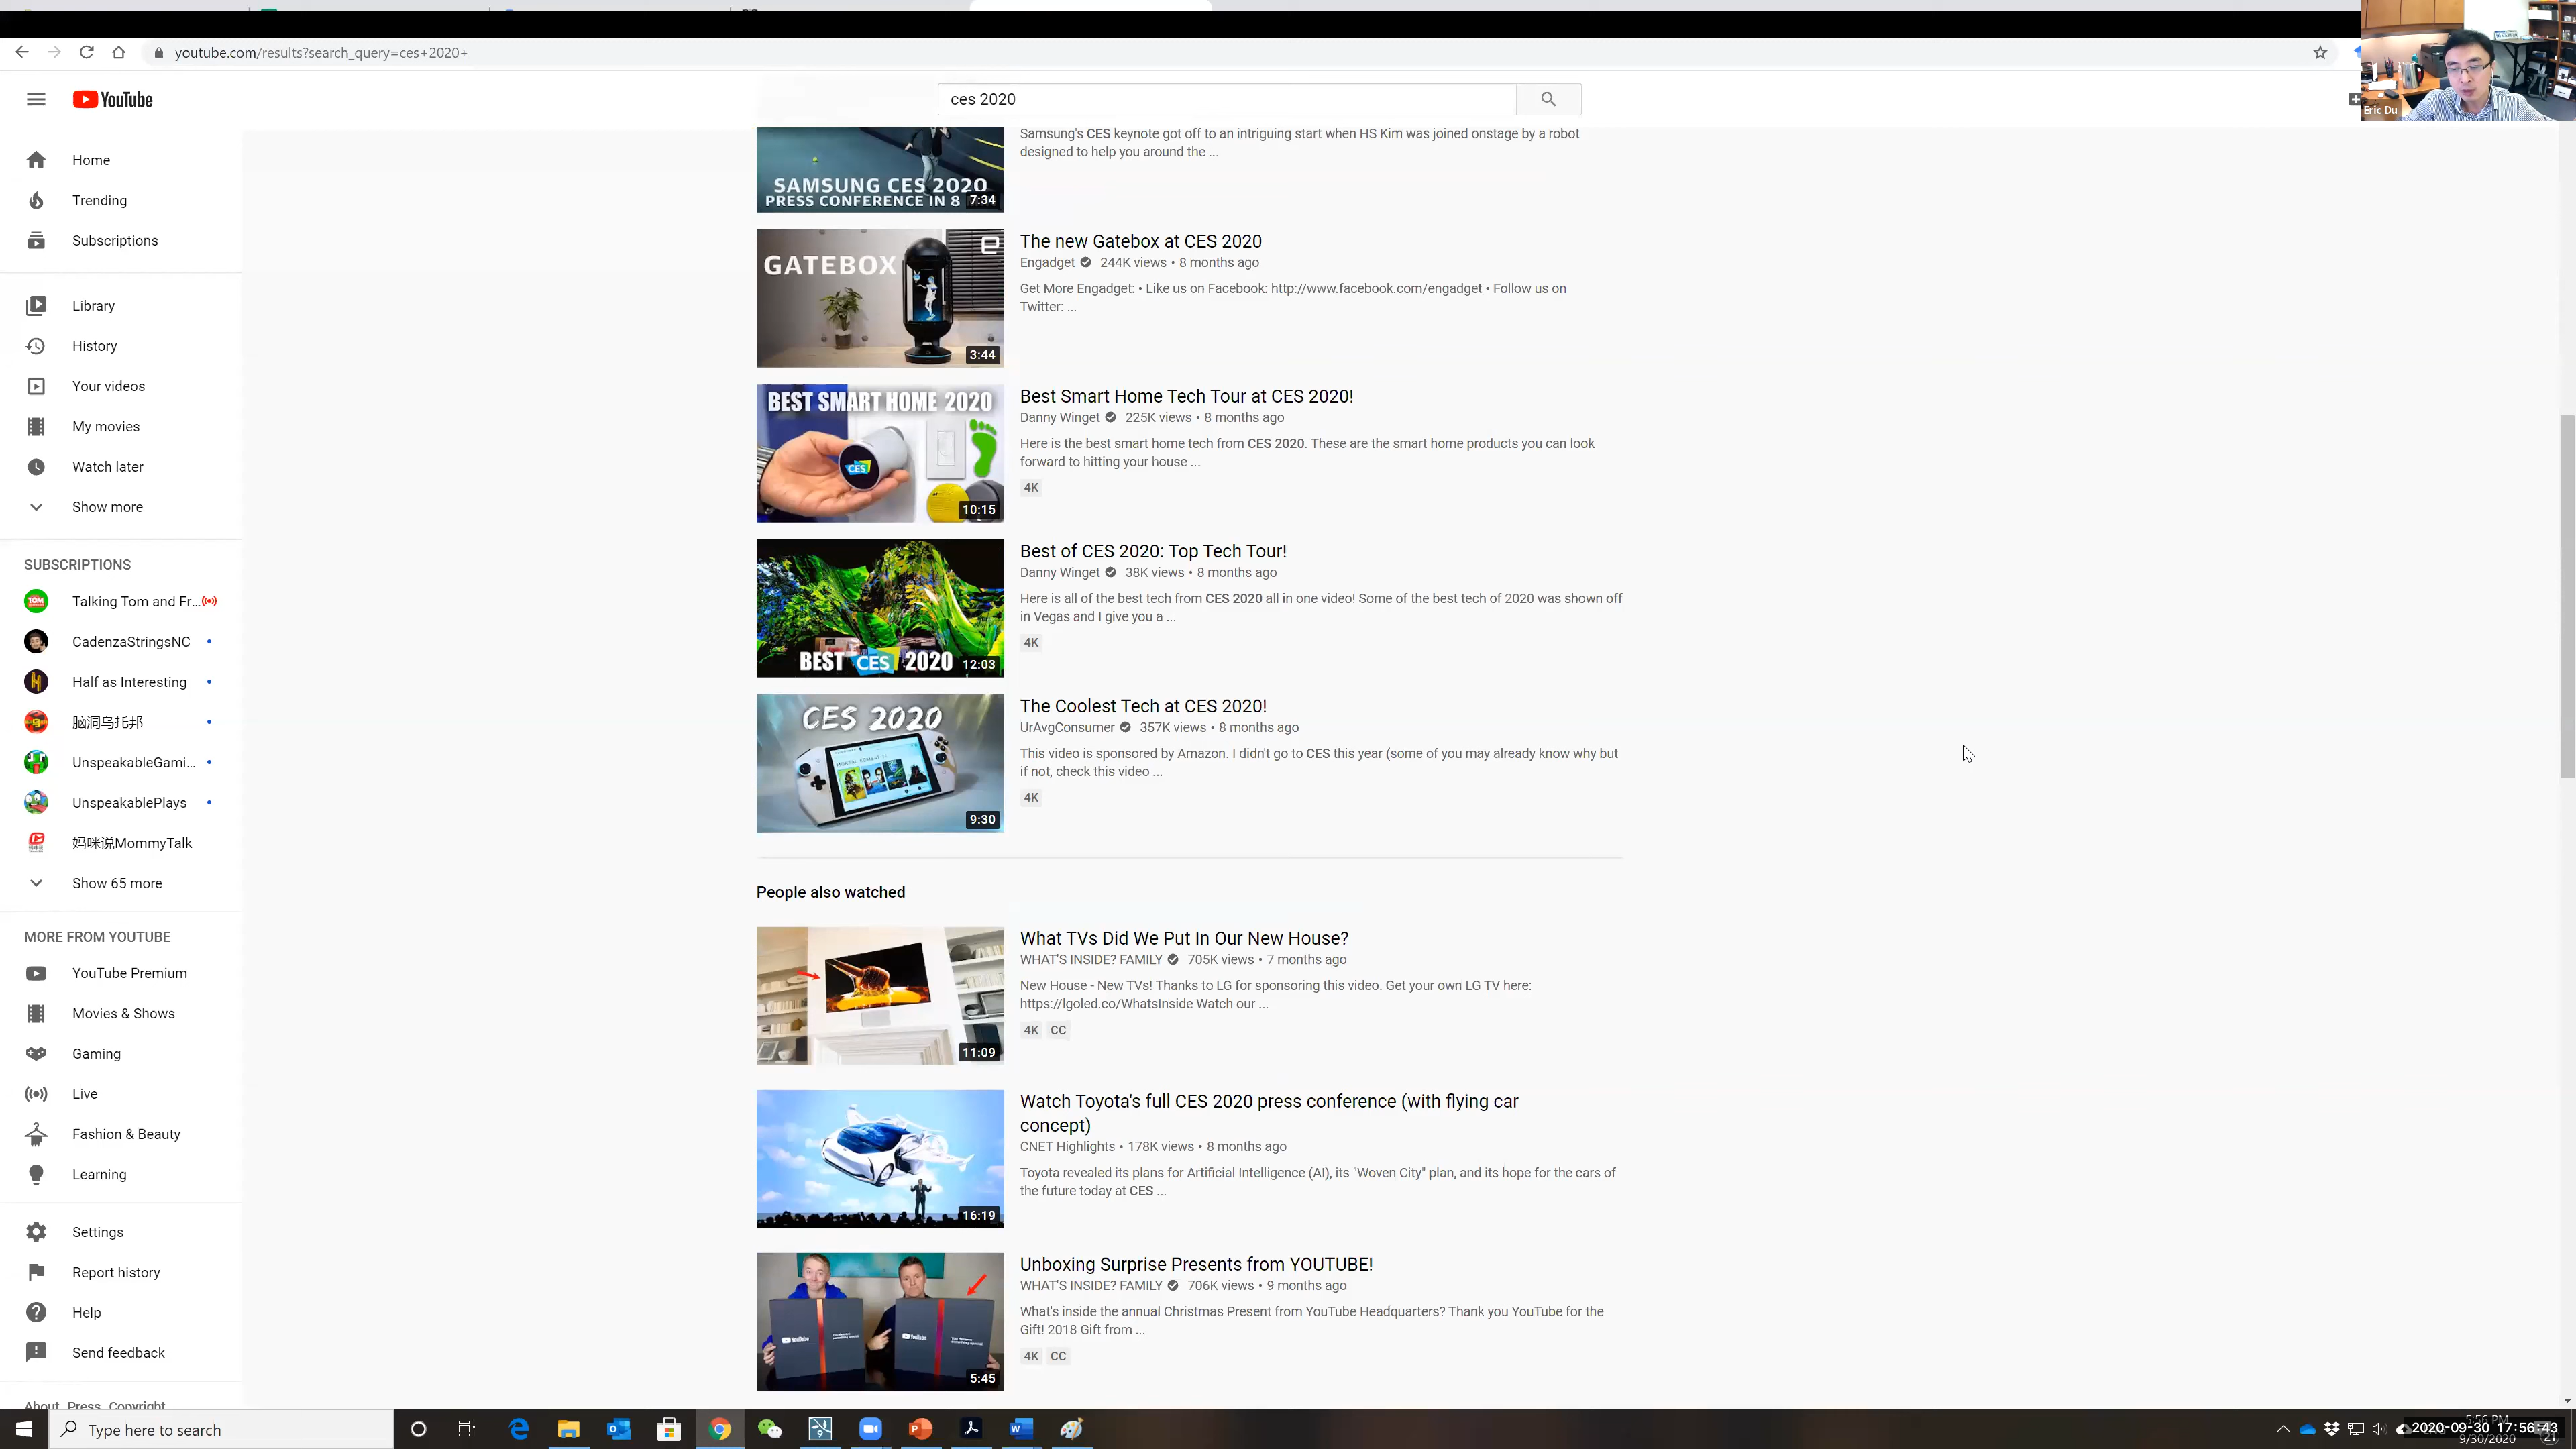 youtube.com/results?search_query=ces+2020+
Eric Du
YouTube
ces 2020
Home
Trending
Subscriptions
Library
History
Your videos
My movies
Watch later
Show more
SUBSCRIPTIONS
Talking Tom and Fr...
CadenzaStringsNC
Half as Interesting
脑洞乌托邦
UnspeakableGami...
UnspeakablePlays
妈咪说MommyTalk
Show 65 more
MORE FROM YOUTUBE
YouTube Premium
Movies & Shows
Gaming
Live
Fashion & Beauty
Learning
Settings
Report history
Help
Send feedback
About Press Copyright
SAMSUNG CES 2020
PRESS CONFERENCE IN 8
7:34
Samsung's CES keynote got off to an intriguing start when HS Kim was joined onstage by a robot
designed to help you around the ...
GATEBOX
3:44
The new Gatebox at CES 2020
Engadget 244K views • 8 months ago
Get More Engadget: • Like us on Facebook: http://www.facebook.com/engadget • Follow us on
Twitter: ...
BEST SMART HOME 2020
CES
10:15
Best Smart Home Tech Tour at CES 2020!
Danny Winget 225K views • 8 months ago
Here is the best smart home tech from CES 2020. These are the smart home products you can look
forward to hitting your house ...
4K
BEST CES 2020
12:03
Best of CES 2020: Top Tech Tour!
Danny Winget 38K views • 8 months ago
Here is all of the best tech from CES 2020 all in one video! Some of the best tech of 2020 was shown off
in Vegas and I give you a ...
4K
CES 2020
9:30
The Coolest Tech at CES 2020!
UrAvgConsumer 357K views • 8 months ago
This video is sponsored by Amazon. I didn't go to CES this year (some of you may already know why but
if not, check this video ...
4K
People also watched
11:09
What TVs Did We Put In Our New House?
WHAT'S INSIDE? FAMILY 705K views • 7 months ago
New House - New TVs! Thanks to LG for sponsoring this video. Get your own LG TV here:
https://lgoled.co/WhatsInside Watch our ...
4K CC
16:19
Watch Toyota's full CES 2020 press conference (with flying car
concept)
CNET Highlights • 178K views • 8 months ago
Toyota revealed its plans for Artificial Intelligence (AI), its "Woven City" plan, and its hope for the cars of
the future today at CES ...
YouTube
YouTube
5:45
Unboxing Surprise Presents from YOUTUBE!
WHAT'S INSIDE? FAMILY 706K views • 9 months ago
What's inside the annual Christmas Present from YouTube Headquarters? Thank you YouTube for the
Gift! 2018 Gift from ...
4K CC
Type here to search
5:56 PM
2020-09-30 17:56:43
9/30/2020
21